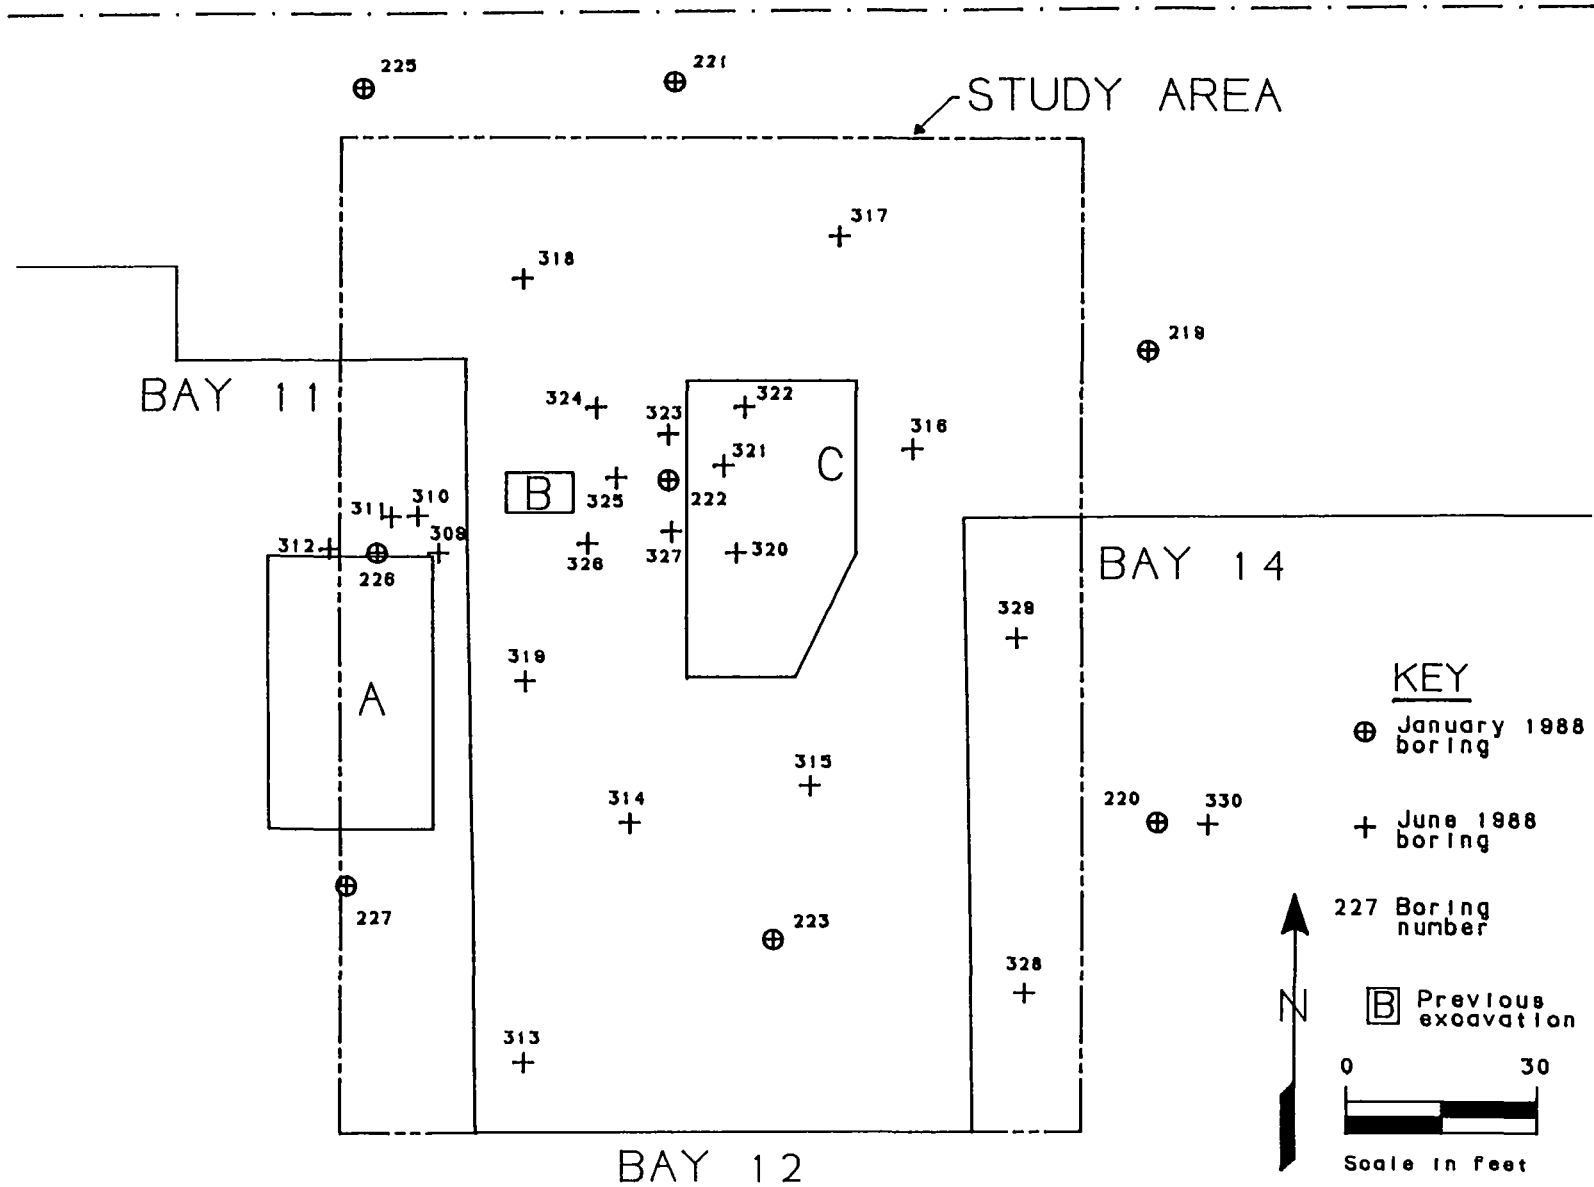 225
221
STUDY AREA
317
318
219
BAY 11
324
323
322
316
321
C
B
325
222
311
310
312
309
226
326
327
320
BAY 14
329
319
A
KEY
January 1988
boring
315
314
220
330
June 1988
boring
227
223
227 Boring
number
328
N
B Previous
excavation
313
0 30
BAY 12
Scale in feet